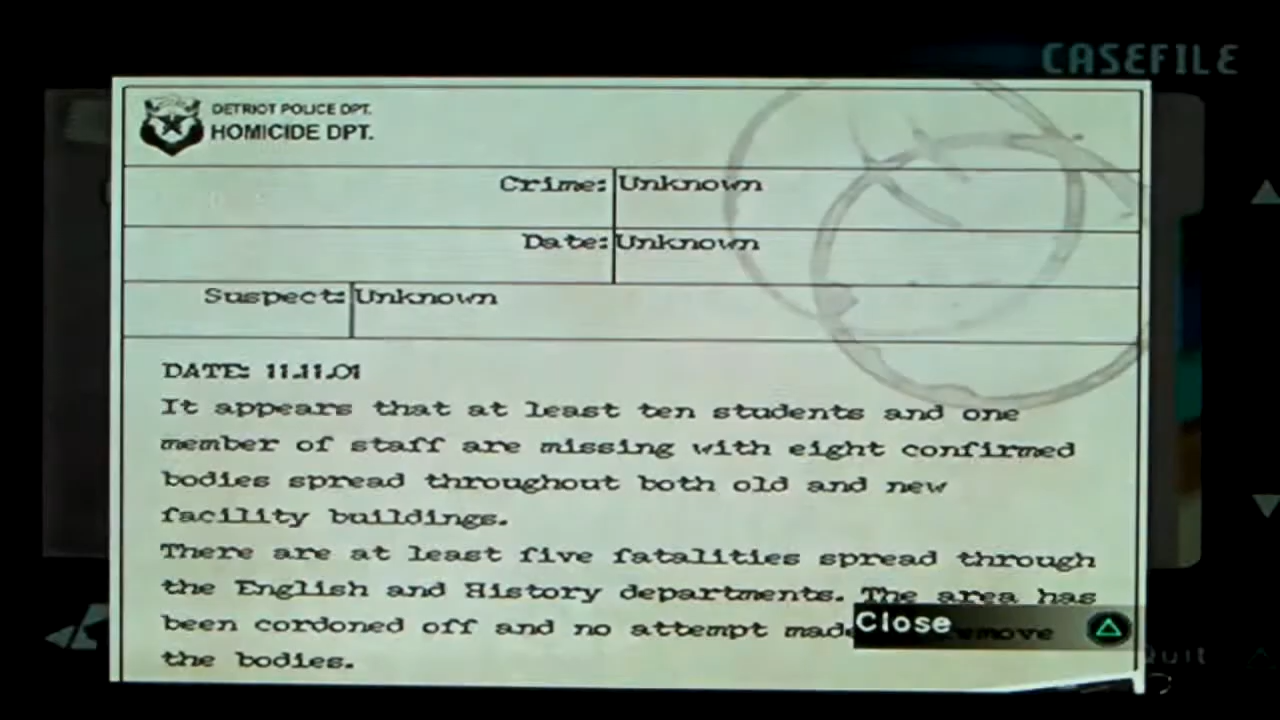 CASEFILE
DETRIOT POLICE DPT.
HOMICIDE DPT.
Crime: Unknown
Date: Unknown
Suspect: Unknown
DATE: 11.11.01
It appears that at least ten students and one
member of staff are missing with eight confirmed
bodies spread throughout both old and new
facility buildings.
There are at least five fatalities spread through
the English and History departments. The area has
been cordoned off and no attempt made remove
the bodies.
Close
Quit